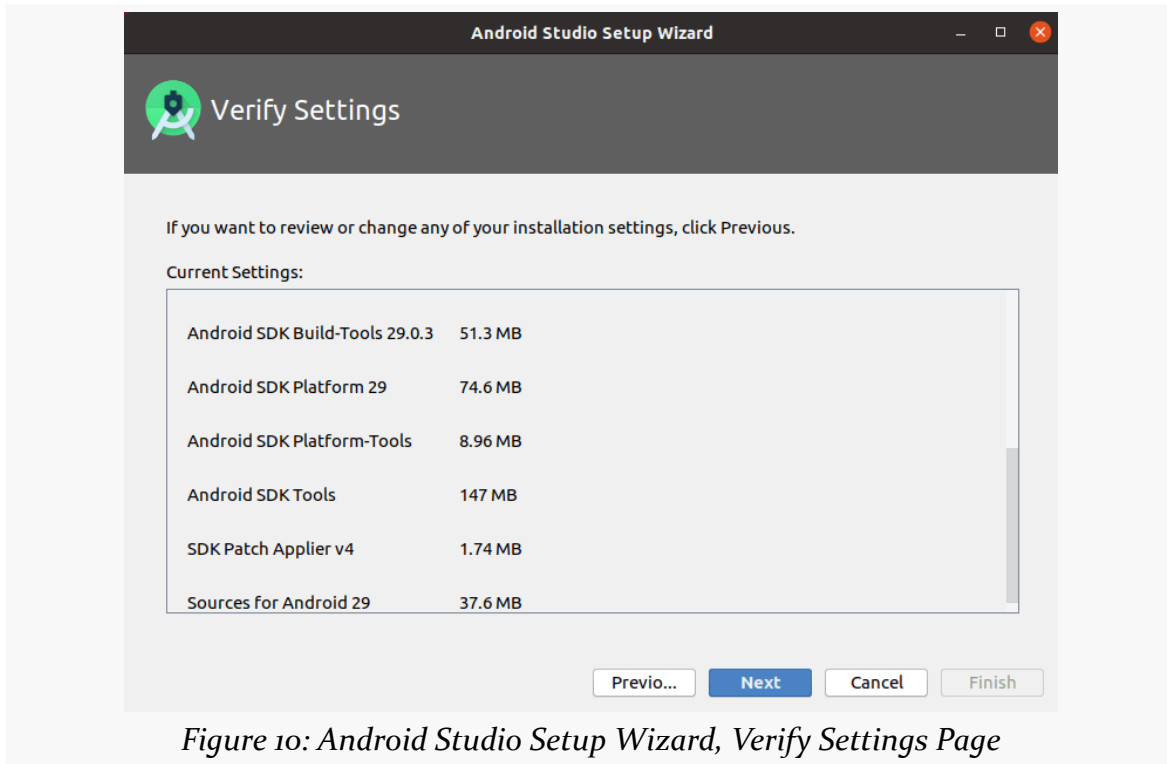 Android Studio Setup Wizard
Verify Settings
If you want to review or change any of your installation settings, click Previous.
Current Settings:
Android SDK Build-Tools 29.0.3 51.3 MB
Android SDK Platform 29 74.6 MB
Android SDK Platform-Tools 8.96 MB
Android SDK Tools 147 MB
SDK Patch Applier v4 1.74 MB
Sources for Android 29 37.6 MB
Previo... Next Cancel Finish
Figure 10: Android Studio Setup Wizard, Verify Settings Page